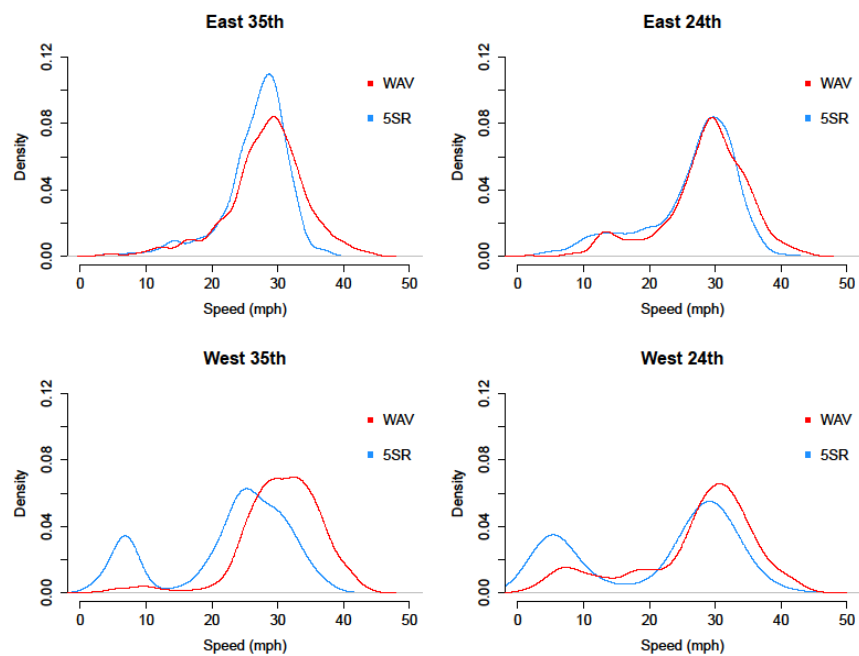 East 35th
East 24th
Density
0.00 0.04 0.08 0.12
WAV
5SR
0 10 20 30 40 50
Speed (mph)
Density
0.00 0.04 0.08 0.12
WAV
5SR
0 10 20 30 40 50
Speed (mph)
West 35th
West 24th
Density
0.00 0.04 0.08 0.12
WAV
5SR
0 10 20 30 40 50
Speed (mph)
Density
0.00 0.04 0.08 0.12
WAV
5SR
0 10 20 30 40 50
Speed (mph)